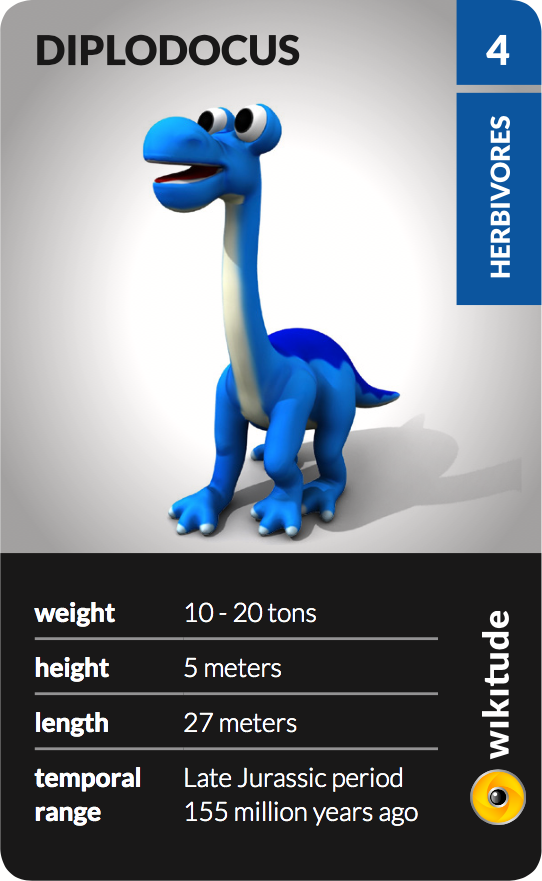 DIPLODOCUS
4
HERBIVORES
weight 10 - 20 tons
height 5 meters
length 27 meters
temporal range Late Jurassic period
155 million years ago
wikitude